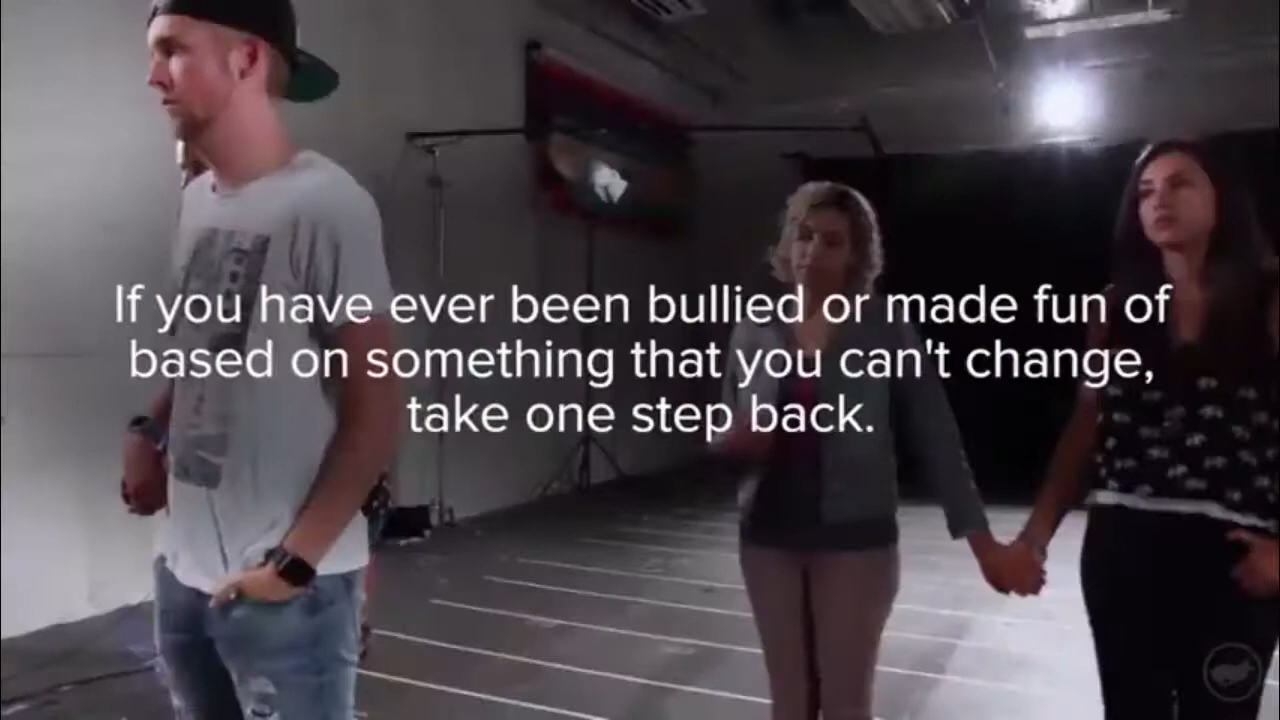 If you have ever been bullied or made fun of
based on something that you can't change,
take one step back.